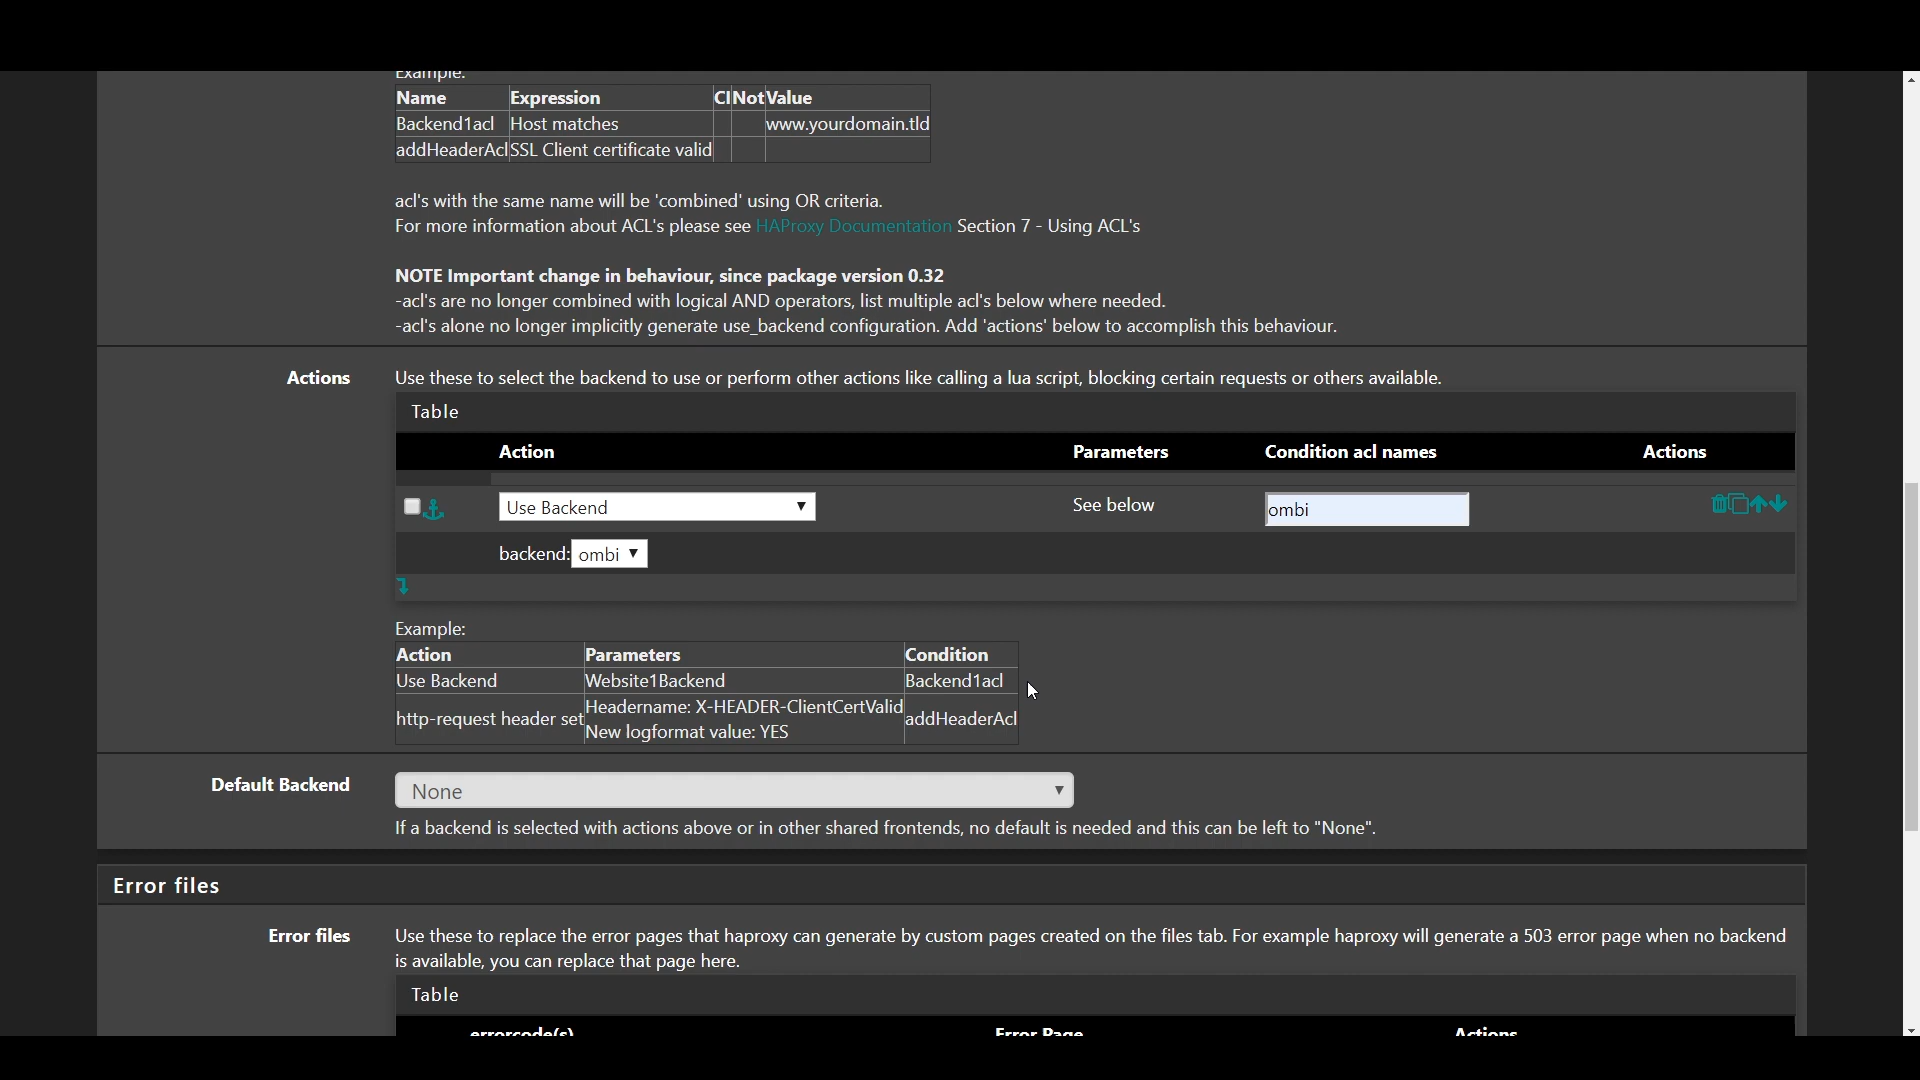 Example:
Name Expression CI Not Value
Backend1acl Host matches www.yourdomain.tld
addHeaderAcl SSL Client certificate valid
acl's with the same name will be 'combined' using OR criteria.
For more information about ACL's please see HAProxy Documentation Section 7 - Using ACL's
NOTE Important change in behaviour, since package version 0.32
-acl's are no longer combined with logical AND operators, list multiple acl's below where needed.
-acl's alone no longer implicitly generate use_backend configuration. Add 'actions' below to accomplish this behaviour.
Actions Use these to select the backend to use or perform other actions like calling a lua script, blocking certain requests or others available.
Table
Action Parameters Condition acl names Actions
Use Backend See below ombi
backend: ombi
Example:
Action Parameters Condition
Use Backend Website1Backend Backend1acl
http-request header set Headername: X-HEADER-ClientCertValid addHeaderAcl
New logformat value: YES
Default Backend None
If a backend is selected with actions above or in other shared frontends, no default is needed and this can be left to "None".
Error files
Error files Use these to replace the error pages that haproxy can generate by custom pages created on the files tab. For example haproxy will generate a 503 error page when no backend
is available, you can replace that page here.
Table
errorcode(s) Error Page Actions